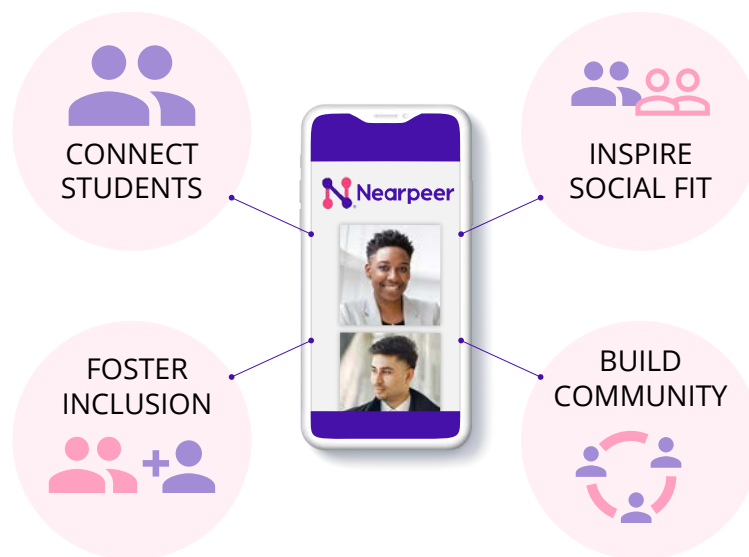 CONNECT
STUDENTS
INSPIRE
SOCIAL FIT
Nearpeer
FOSTER
INCLUSION
BUILD
COMMUNITY